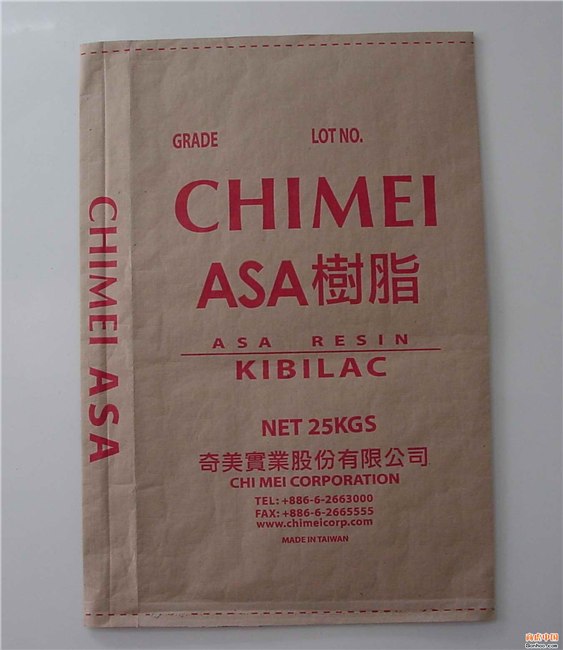 GRADE LOT NO.
CHIMEI
ASA樹脂
ASA RESIN
KIBILAC
NET 25KGS
奇美實業股份有限公司
CHI MEI CORPORATION
TEL: +886-6-2663000
FAX: +886-6-2665555
www.chimeicorp.com
MADE IN TAIWAN
CHIMEI ASA